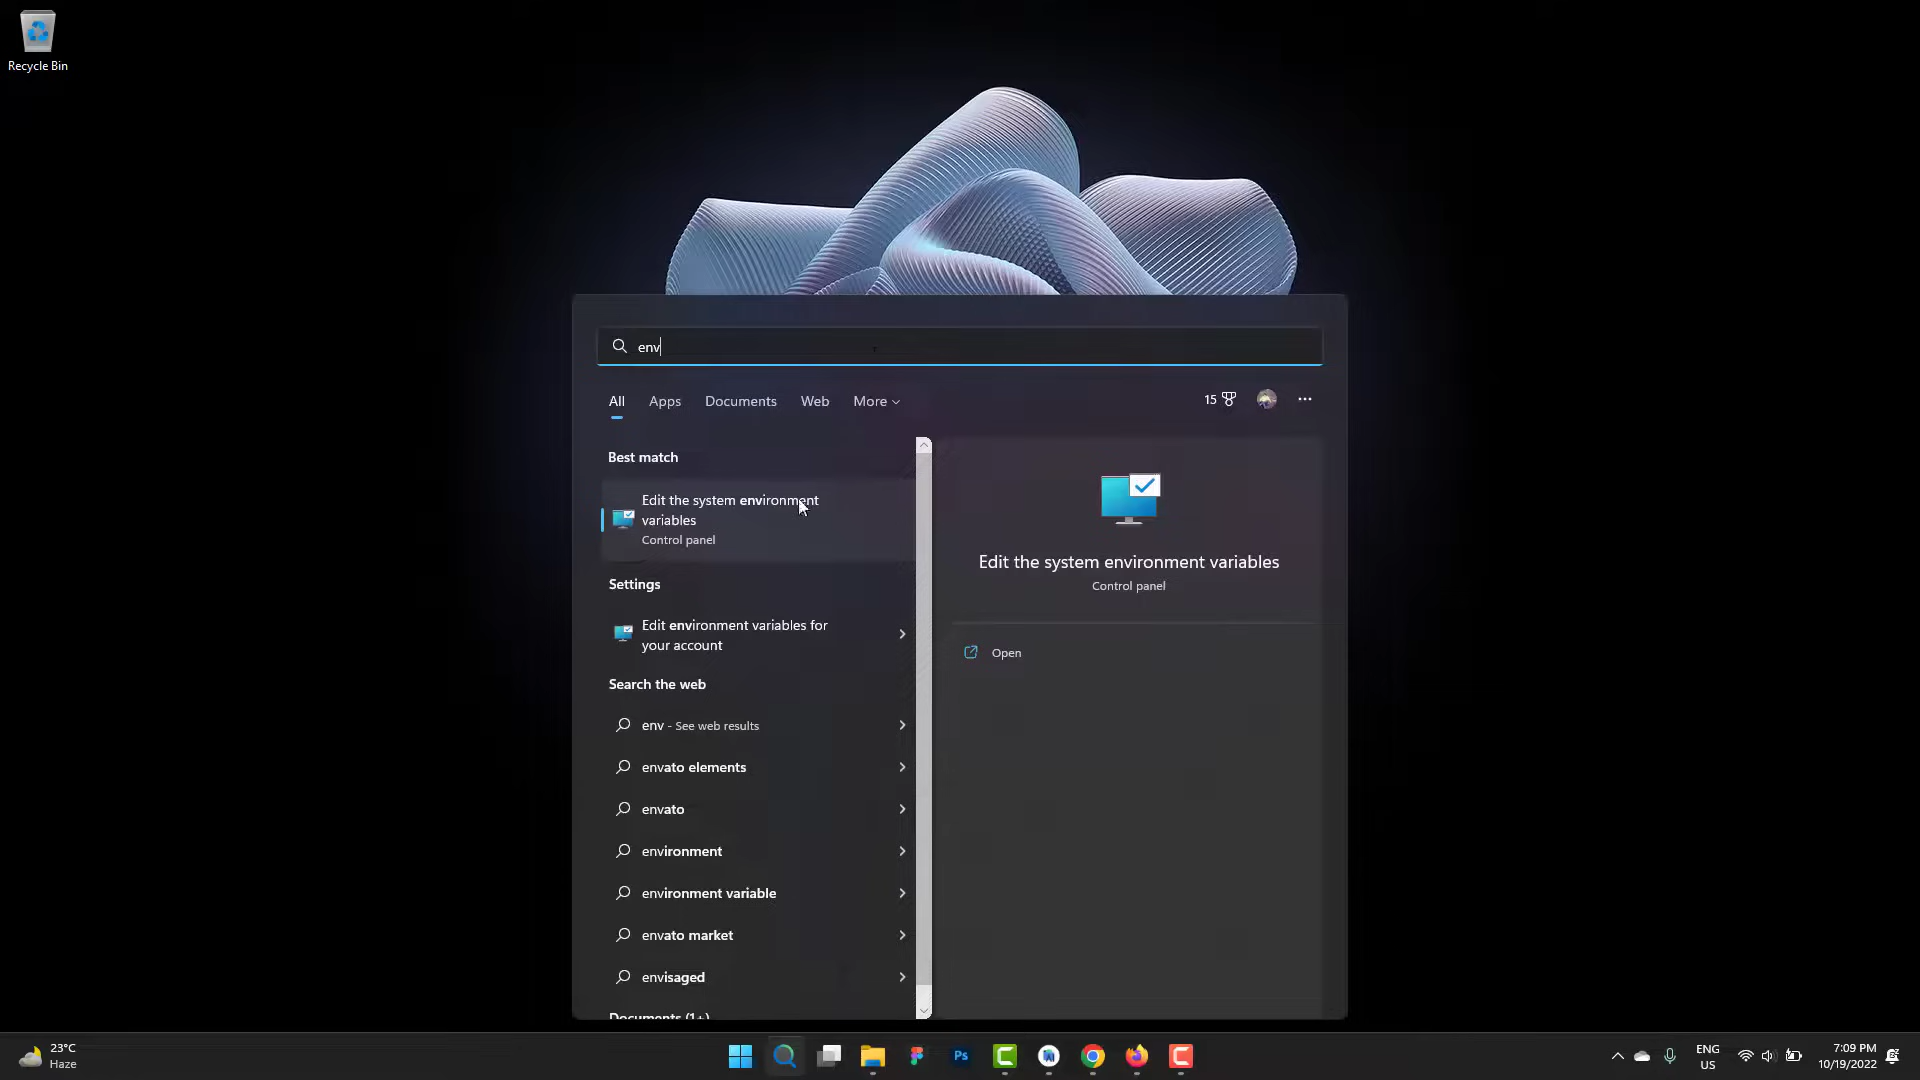 Recycle Bin
env
All
Apps
Documents
Web
More
15
Best match
Edit the system environment
variables
Control panel
Settings
Edit environment variables for
your account
Search the web
env - See web results
envato elements
envato
environment
environment variable
envato market
envisaged
Documents (1+)
Edit the system environment variables
Control panel
Open
23°C
Haze
Ps
ENG
US
7:09 PM
10/19/2022